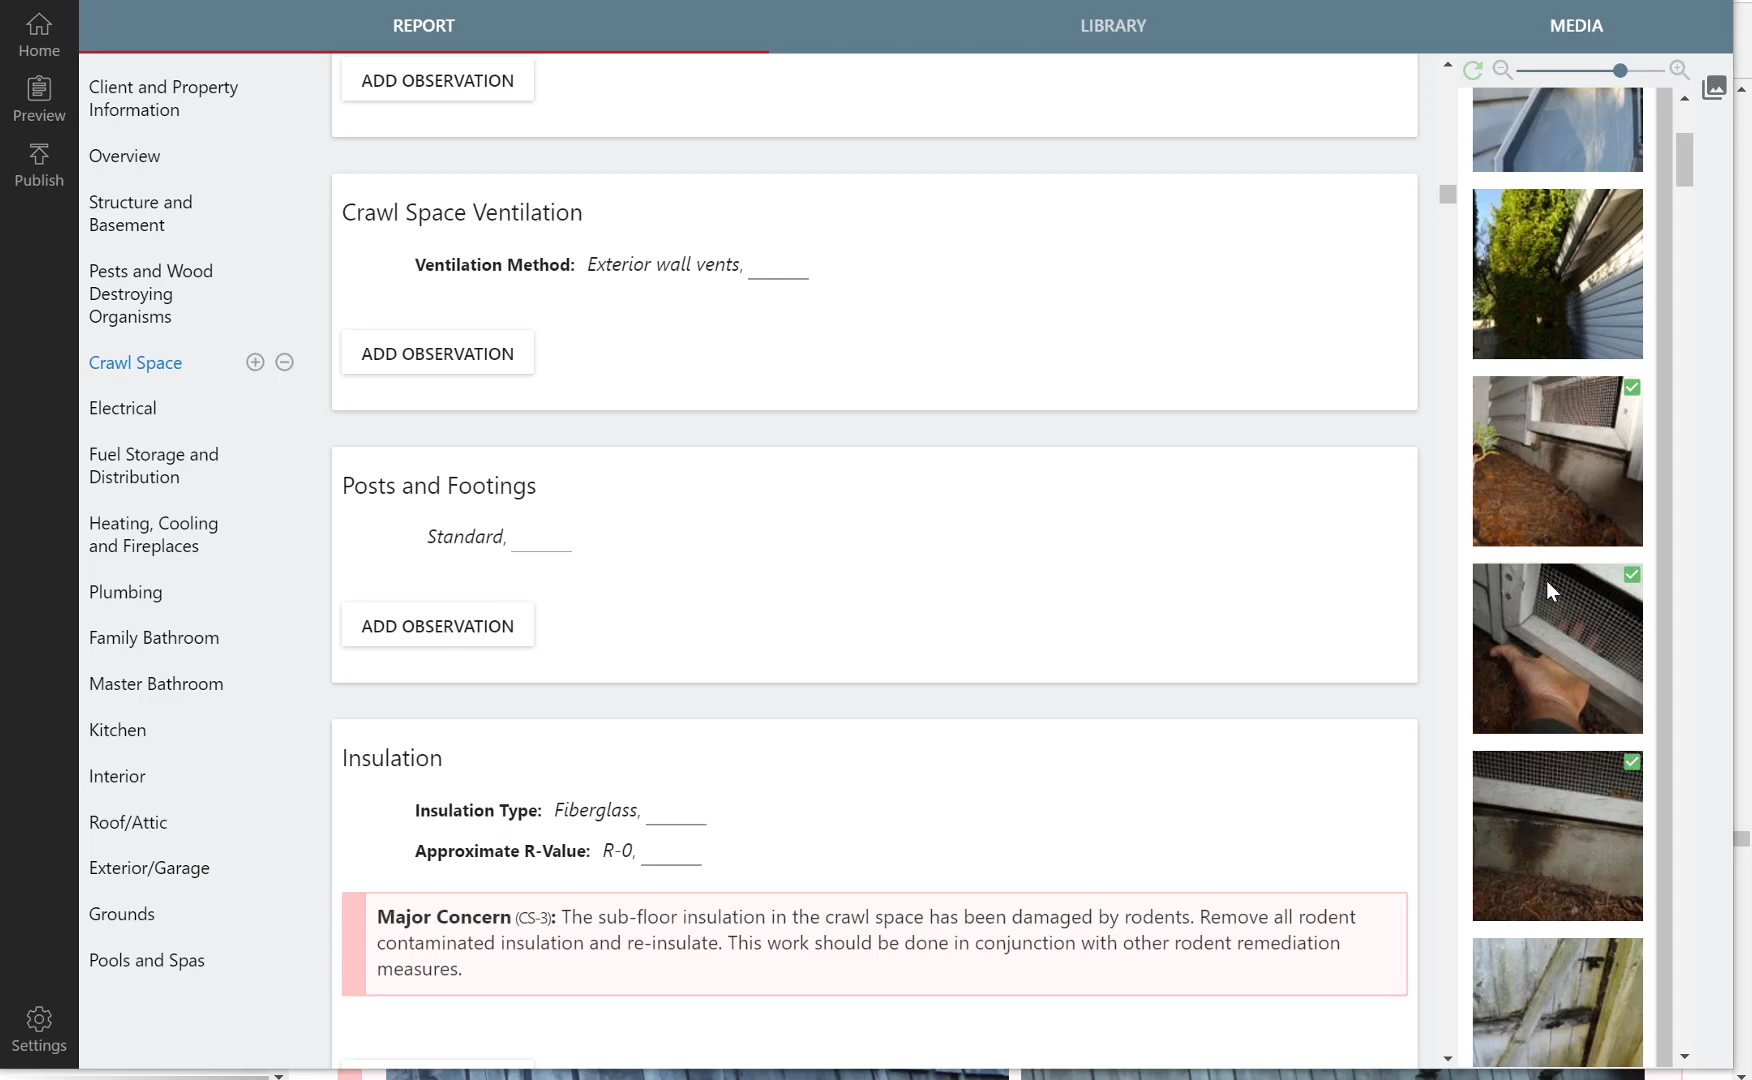 Home
Preview
Publish
Settings
REPORT
LIBRARY
MEDIA
Client and Property
Information
Overview
Structure and
Basement
Pests and Wood
Destroying
Organisms
Crawl Space
Electrical
Fuel Storage and
Distribution
Heating, Cooling
and Fireplaces
Plumbing
Family Bathroom
Master Bathroom
Kitchen
Interior
Roof/Attic
Exterior/Garage
Grounds
Pools and Spas
ADD OBSERVATION
Crawl Space Ventilation
Ventilation Method: Exterior wall vents, ______
ADD OBSERVATION
Posts and Footings
Standard, ______
ADD OBSERVATION
Insulation
Insulation Type: Fiberglass, ______
Approximate R-Value: R-0, ______
Major Concern (CS-3): The sub-floor insulation in the crawl space has been damaged by rodents. Remove all rodent
contaminated insulation and re-insulate. This work should be done in conjunction with other rodent remediation
measures.